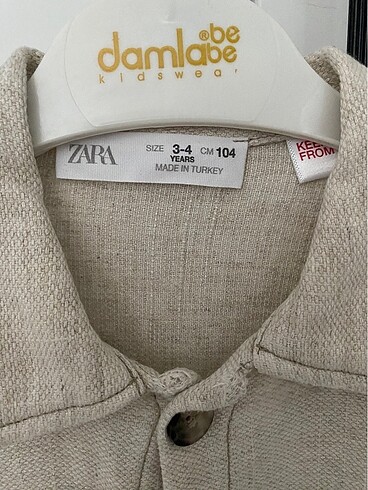 damla be be
kidswear
ZARA
SIZE 3-4 YEARS CM 104
MADE IN TURKEY
KEE
FROM